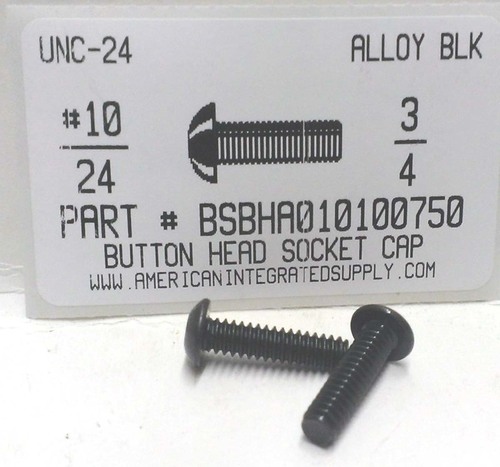 UNC-24 ALLOY BLK
#10
24
3
4
PART # BSBHA010100750
BUTTON HEAD SOCKET CAP
WWW.AMERICANINTEGRATEDSUPPLY.COM